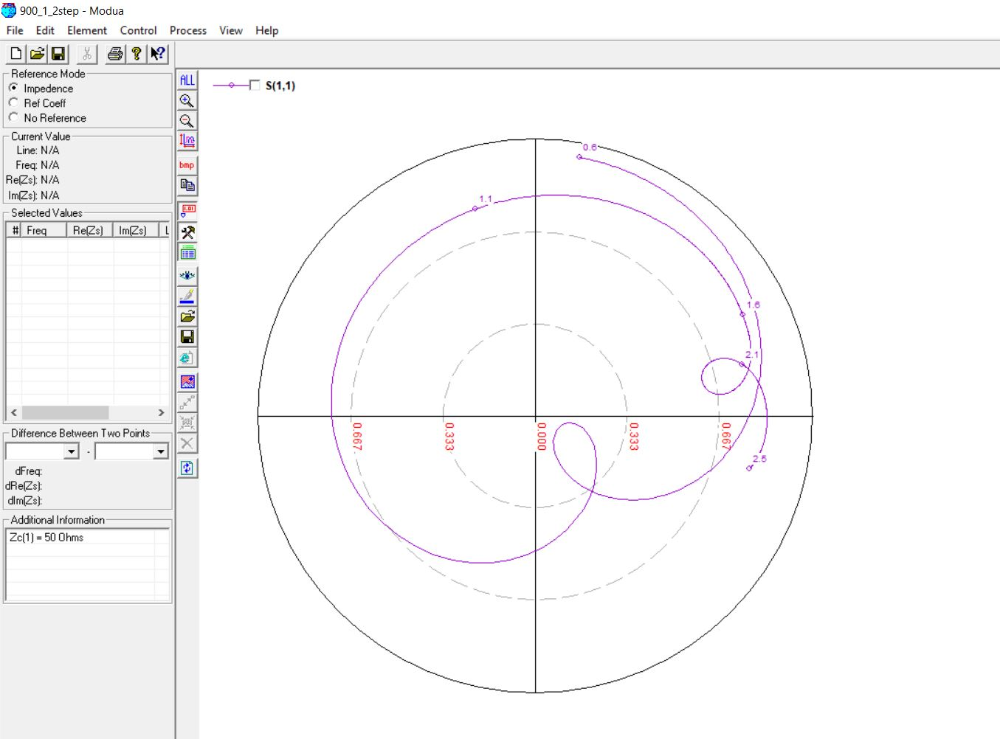 900_1_2step - Modua
File Edit Element Control Process View Help
Reference Mode
Impedence
Ref Coeff
No Reference
Current Value
Line: N/A
Freq: N/A
Re(Zs): N/A
Im(Zs): N/A
Selected Values
# Freq Re(Zs) Im(Zs) L
Difference Between Two Points
-
dFreq:
dRe(Zs):
dIm(Zs):
Additional Information
Zc(1) = 50 Ohms
ALL
bmp
1.01
S(1,1)
0.6
1.1
1.6
2.1
0.667
0.333
0.000
0.333
0.667
2.5